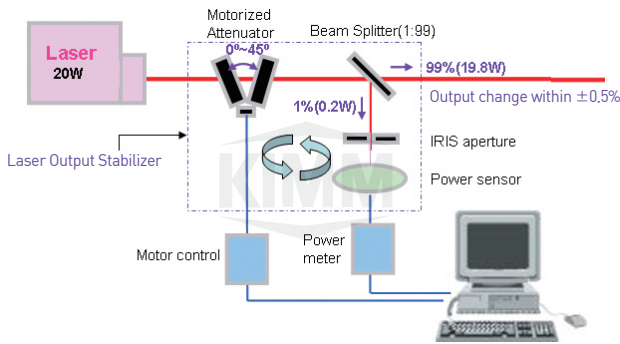 Motorized
Attenuator
0º~45º
Beam Splitter(1:99)
Laser
20W
99%(19.8W)
1%(0.2W)
Output change within ±0.5%
IRIS aperture
Laser Output Stabilizer
KIMM
Power sensor
Motor control
Power
meter